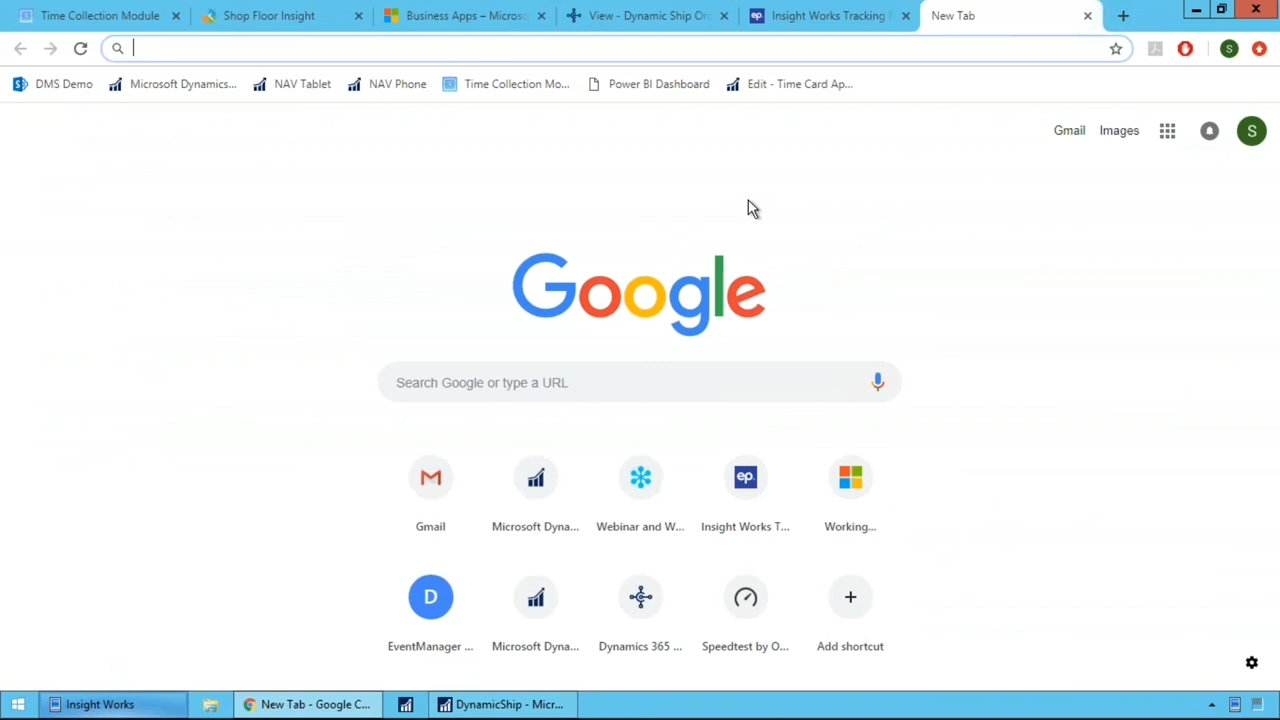 Time Collection Module
Shop Floor Insight
Business Apps – Micros
View - Dynamic Ship Or
Insight Works Tracking
New Tab
DMS Demo
Microsoft Dynamics...
NAV Tablet
NAV Phone
Time Collection Mo...
Power BI Dashboard
Edit - Time Card Ap...
Gmail
Images
S
Google
Search Google or type a URL
ep.
Gmail
Microsoft Dyna...
Webinar and W...
Insight Works T...
Working...
D
EventManager ...
Microsoft Dyna...
Dynamics 365 ...
Speedtest by O...
Add shortcut
Insight Works
New Tab - Google C...
DynamicShip - Micr...